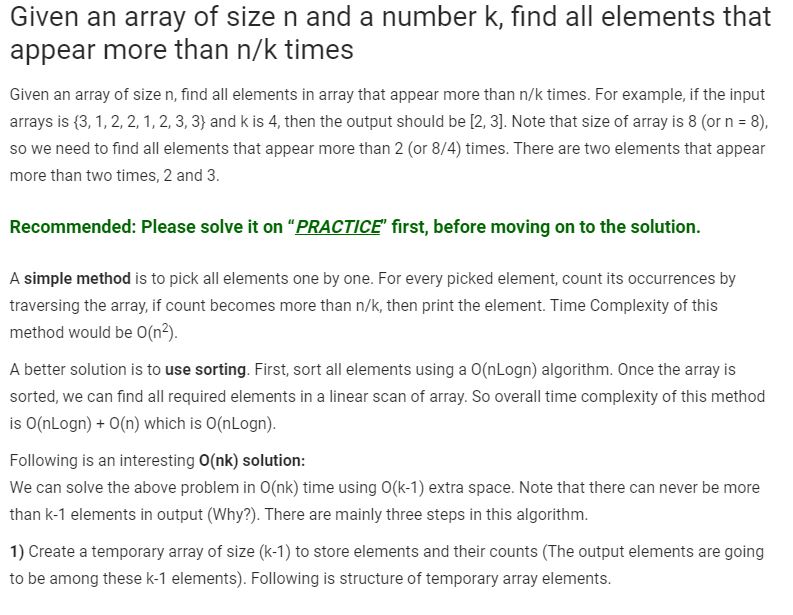 Given an array of size n and a number k, find all elements that
appear more than n/k times
Given an array of size n, find all elements in array that appear more than n/k times. For example, if the input
arrays is {3, 1, 2, 2, 1, 2, 3, 3} and k is 4, then the output should be [2, 3]. Note that size of array is 8 (or n = 8),
so we need to find all elements that appear more than 2 (or 8/4) times. There are two elements that appear
more than two times, 2 and 3.
Recommended: Please solve it on “PRACTICE” first, before moving on to the solution.
A simple method is to pick all elements one by one. For every picked element, count its occurrences by
traversing the array, if count becomes more than n/k, then print the element. Time Complexity of this
method would be O(n²).
A better solution is to use sorting. First, sort all elements using a O(nLogn) algorithm. Once the array is
sorted, we can find all required elements in a linear scan of array. So overall time complexity of this method
is O(nLogn) + O(n) which is O(nLogn).
Following is an interesting O(nk) solution:
We can solve the above problem in O(nk) time using O(k-1) extra space. Note that there can never be more
than k-1 elements in output (Why?). There are mainly three steps in this algorithm.
1) Create a temporary array of size (k-1) to store elements and their counts (The output elements are going
to be among these k-1 elements). Following is structure of temporary array elements.